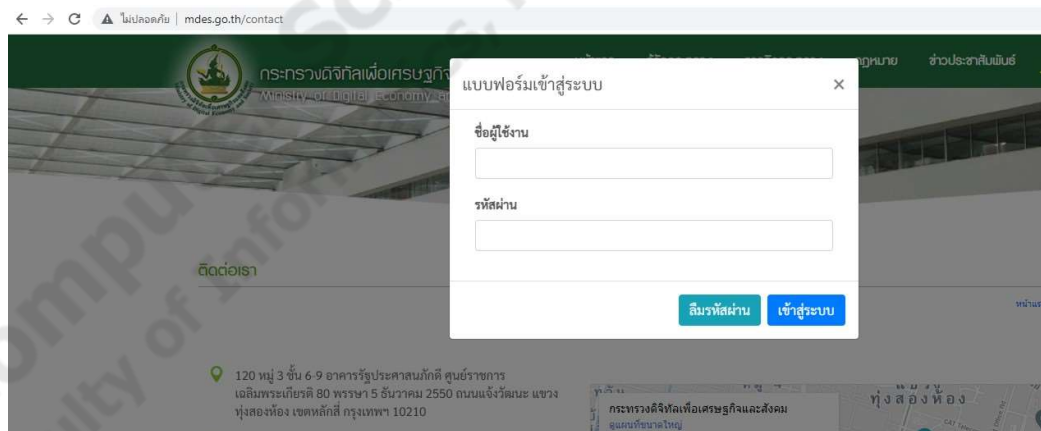 ไม่ปลอดภัย | mdes.go.th/contact
กระทรวงดิจิทัลเพื่อเศรษฐกิจ
Ministry of Digital Economy
ข่าวประชาสัมพันธ์
แบบฟอร์มเข้าสู่ระบบ ×
ชื่อผู้ใช้งาน
รหัสผ่าน
ลืมรหัสผ่าน เข้าสู่ระบบ
ติดต่อเรา
120 หมู่ 3 ชั้น 6-9 อาคารรัฐประศาสนภักดี ศูนย์ราชการ
เฉลิมพระเกียรติ 80 พรรษา 5 ธันวาคม 2550 ถนนแจ้งวัฒนะ แขวง
ทุ่งสองห้อง เขตหลักสี่ กรุงเทพฯ 10210
กระทรวงดิจิทัลเพื่อเศรษฐกิจและสังคม
ดูแผนที่ขนาดใหญ่
แขวง
ทุ่งสองห้อง